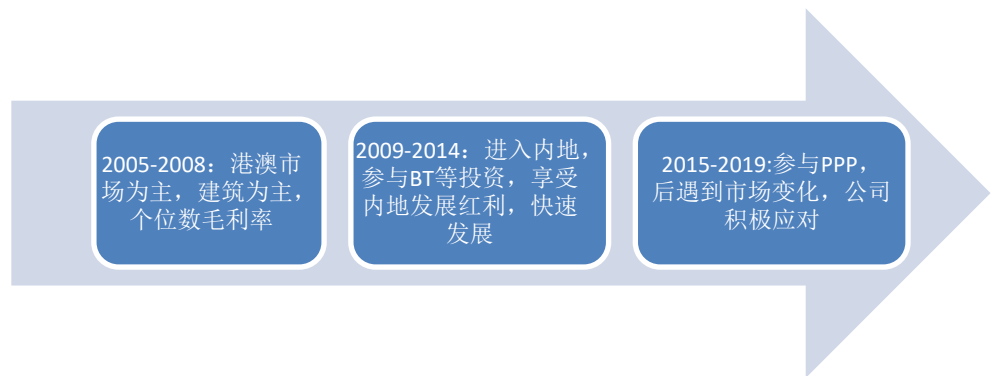 2005-2008：港澳市
场为主，建筑为主，
个位数毛利率
2009-2014：进入内地，
参与BT等投资，享受
内地发展红利，快速
发展
2015-2019:参与PPP，
后遇到市场变化，公司
积极应对